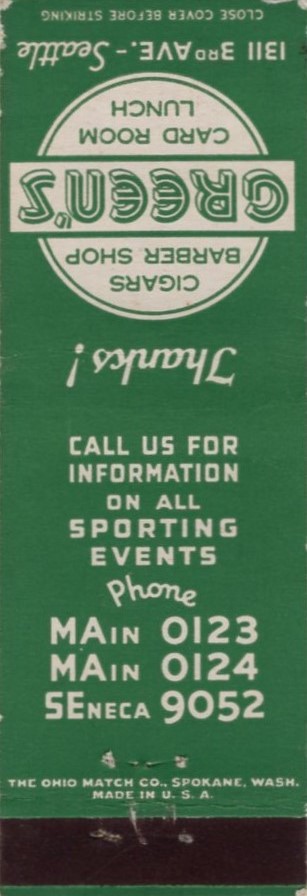 CLOSE COVER BEFORE STRIKING
1311 3RD AVE. - Seattle
CARD ROOM
LUNCH
GREEN'S
CIGARS
BARBER SHOP
Thanks!
CALL US FOR
INFORMATION
ON ALL
SPORTING
EVENTS
Phone
MAIN 0123
MAIN 0124
SENECA 9052
THE OHIO MATCH CO., SPOKANE, WASH.
MADE IN U. S. A.